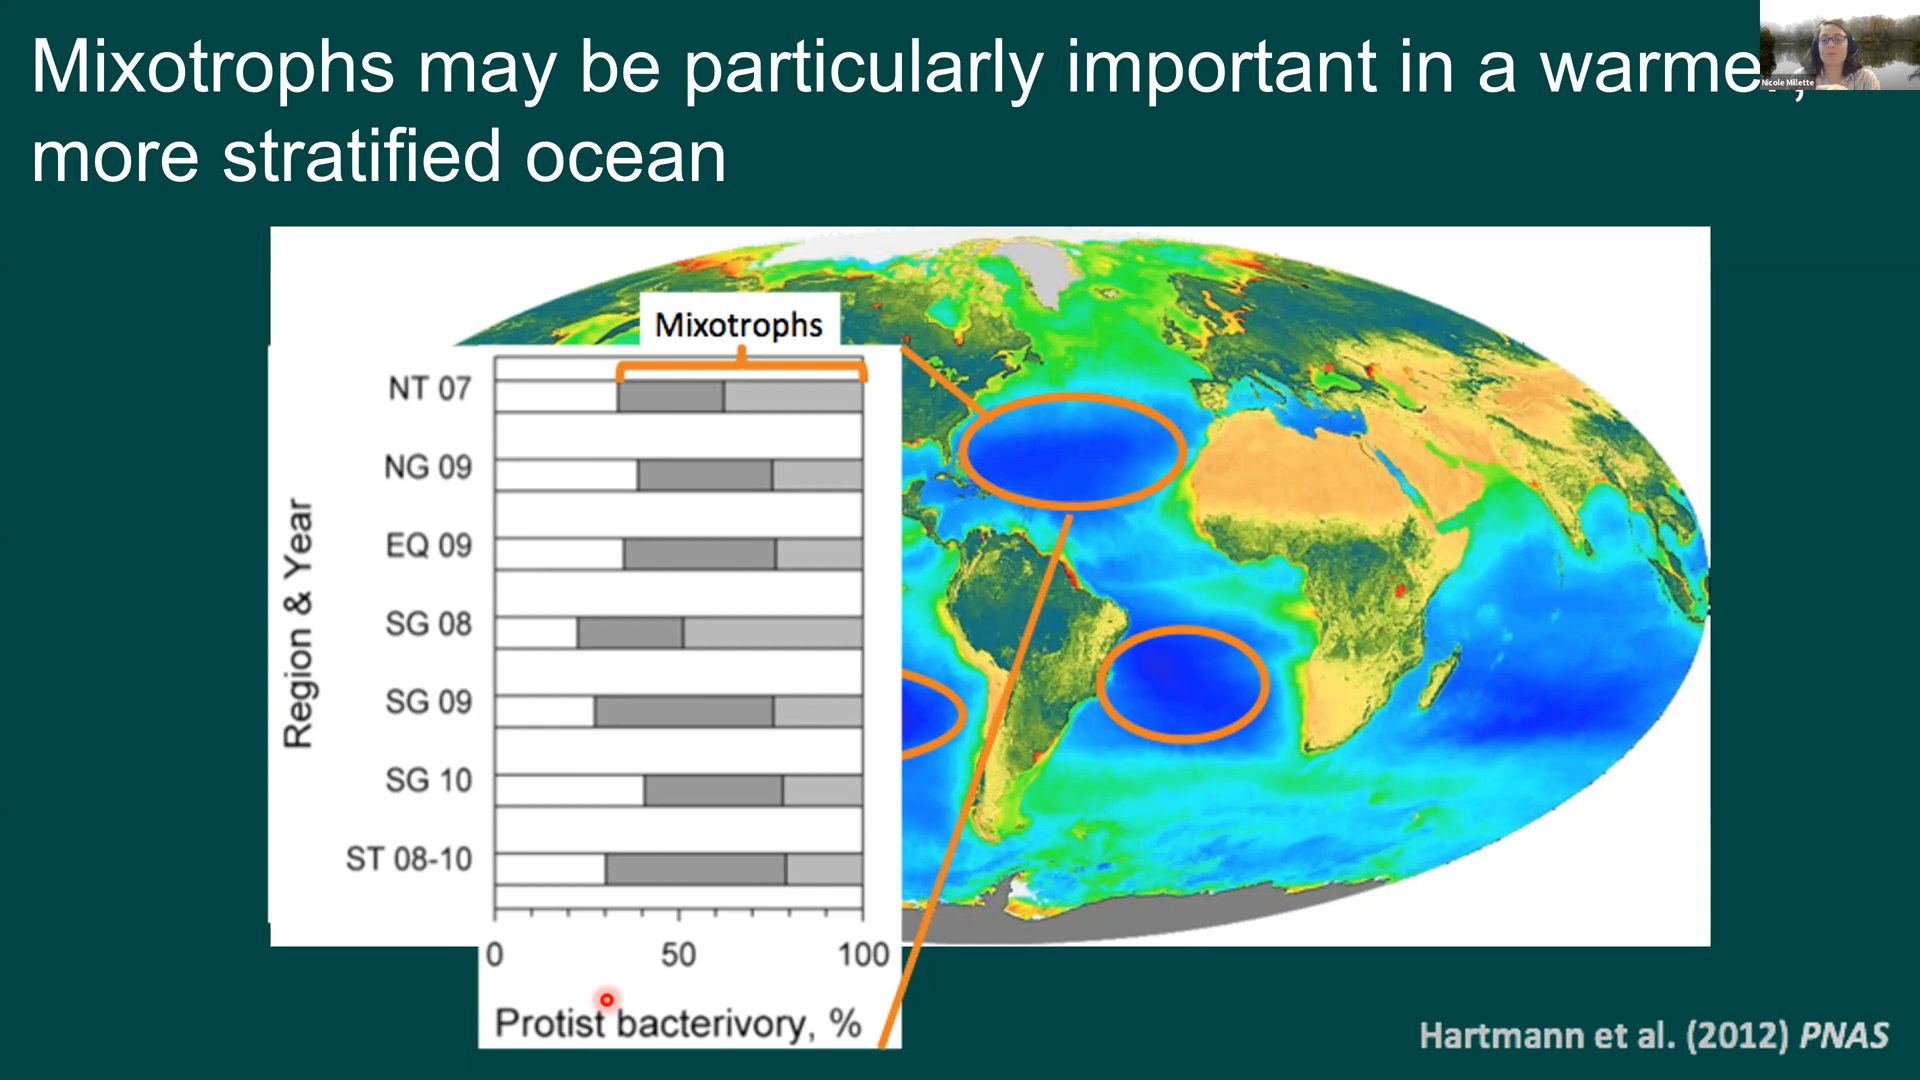 Mixotrophs may be particularly important in a warmer,
more stratified ocean
Nicole Millette
Mixotrophs
Region & Year
NT 07
NG 09
EQ 09
SG 08
SG 09
SG 10
ST 08-10
0 50 100
Protist bacterivory, %
Hartmann et al. (2012) PNAS